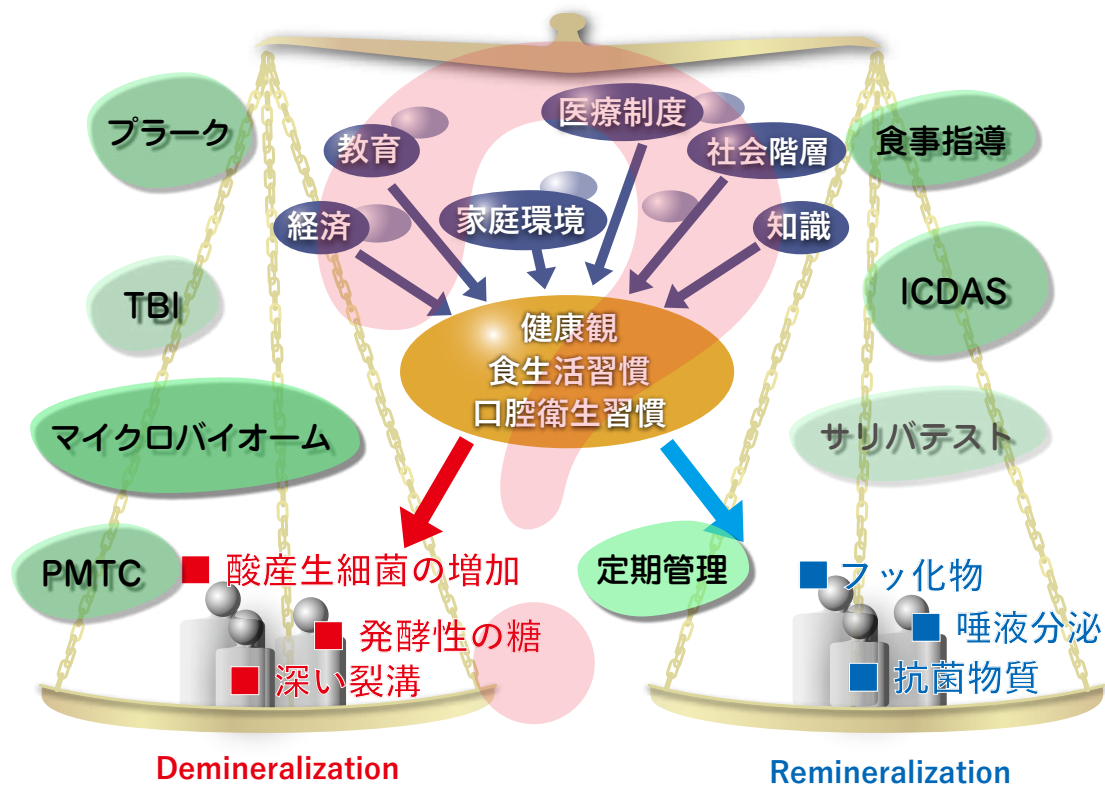 医療制度
プラーク
教育
社会階層
食事指導
経済
家庭環境
知識
TBI
ICDAS
健康観
食生活習慣
口腔衛生習慣
マイクロバイオーム
サリバテスト
PMTC
■ 酸産生細菌の増加
定期管理
■ フッ化物
■ 発酵性の糖
■ 唾液分泌
■ 深い裂溝
■ 抗菌物質
Demineralization
Remineralization